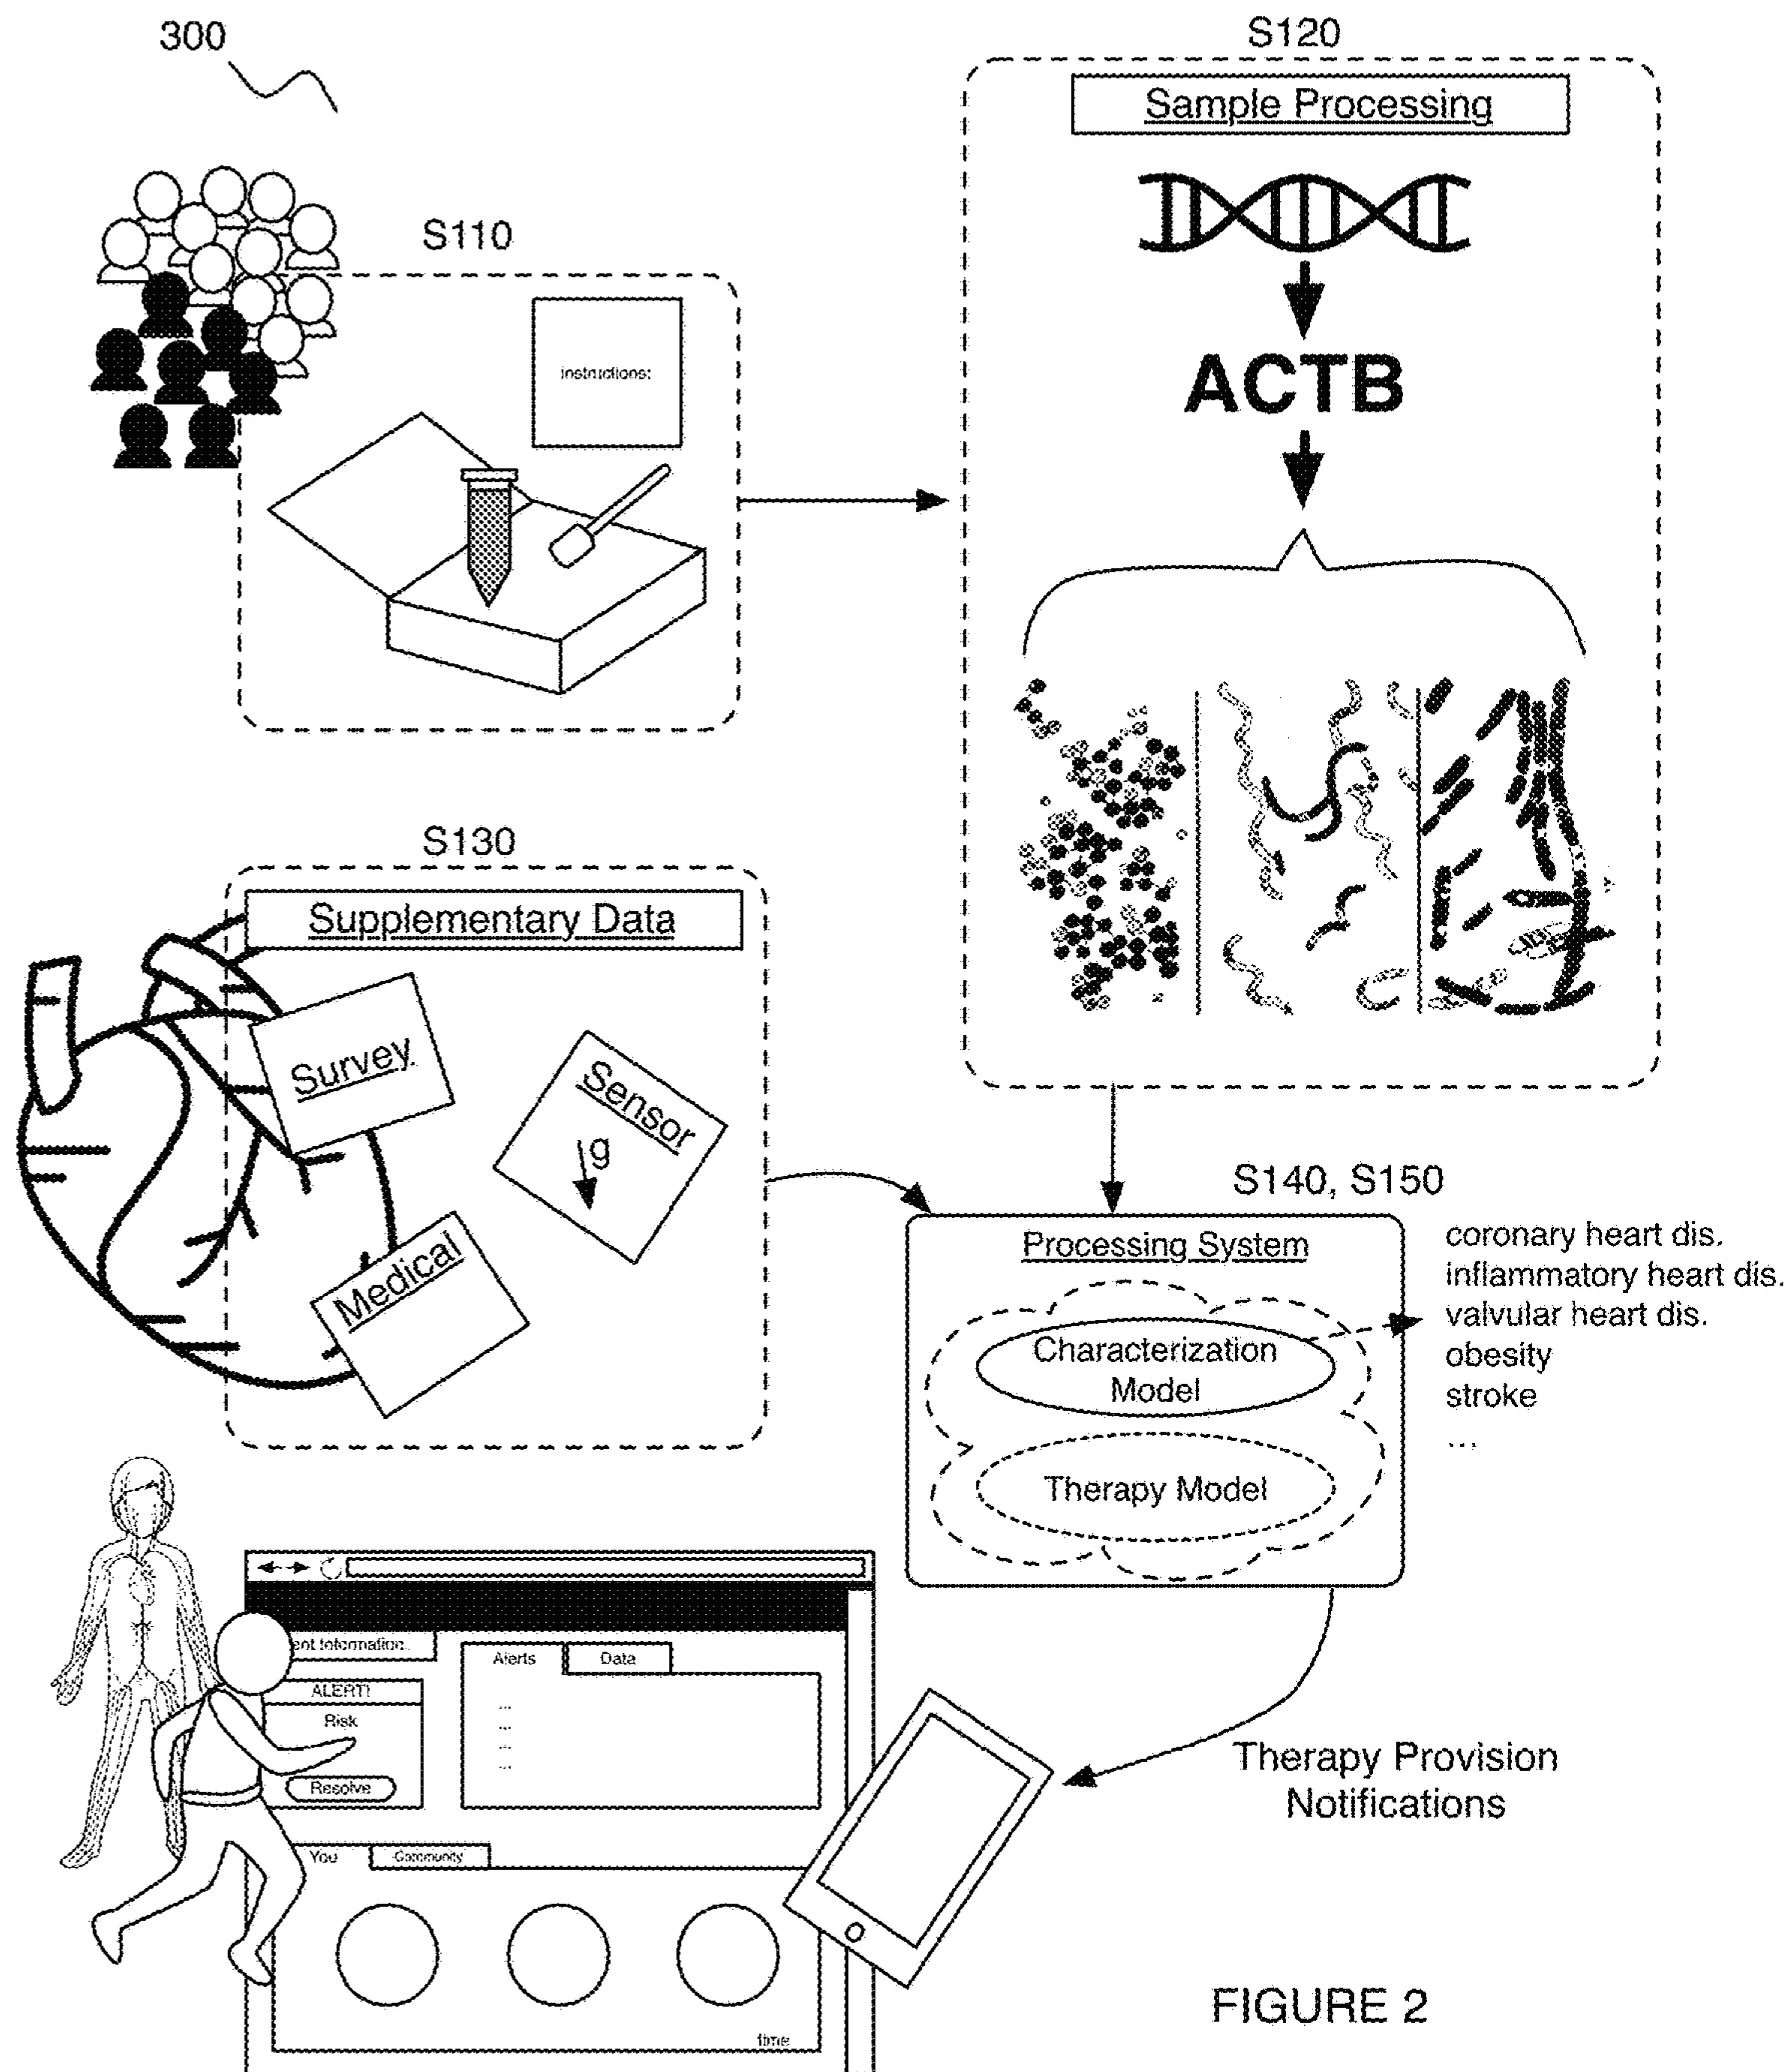 300
S110
instructions:
S120
Sample Processing
ACTB
S130
Supplementary Data
Survey
Sensor
g
Medical
S140, S150
Processing System
Characterization
Model
Therapy Model
coronary heart dis.
inflammatory heart dis.
valvular heart dis.
obesity
stroke
...
ent Information
ALERT!
Risk
Resolve
Alerts
Data
...
...
...
...
You
Community
time
Therapy Provision
Notifications
FIGURE 2